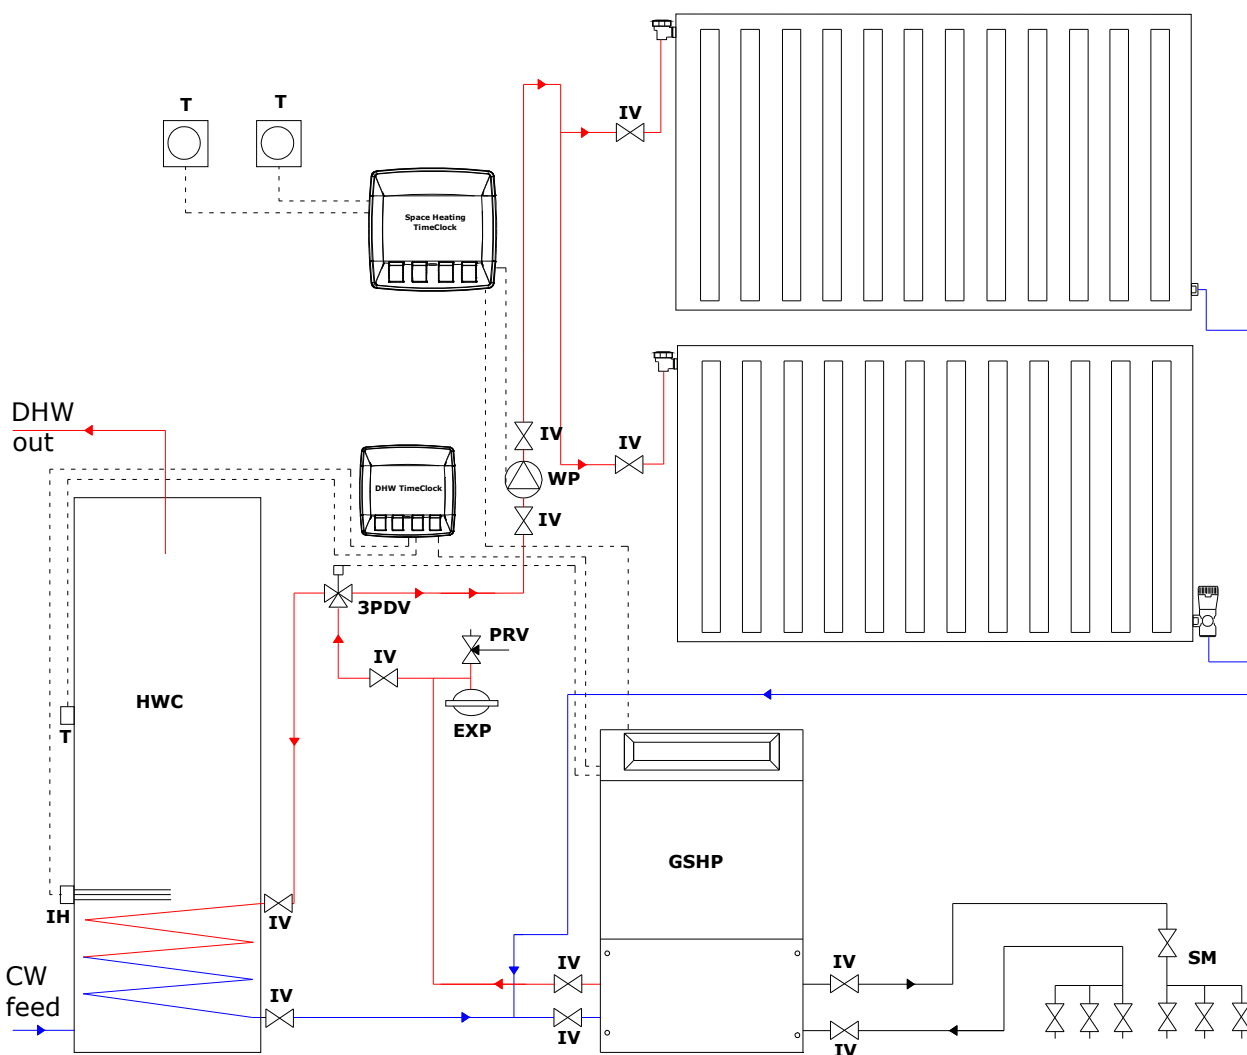 T
T
IV
Space Heating
TimeClock
DHW
out
IV
IV
WP
DHW TimeClock
IV
3PDV
PRV
IV
HWC
EXP
T
GSHP
IH
IV
CW
feed
IV
IV
IV
SM
IV
IV